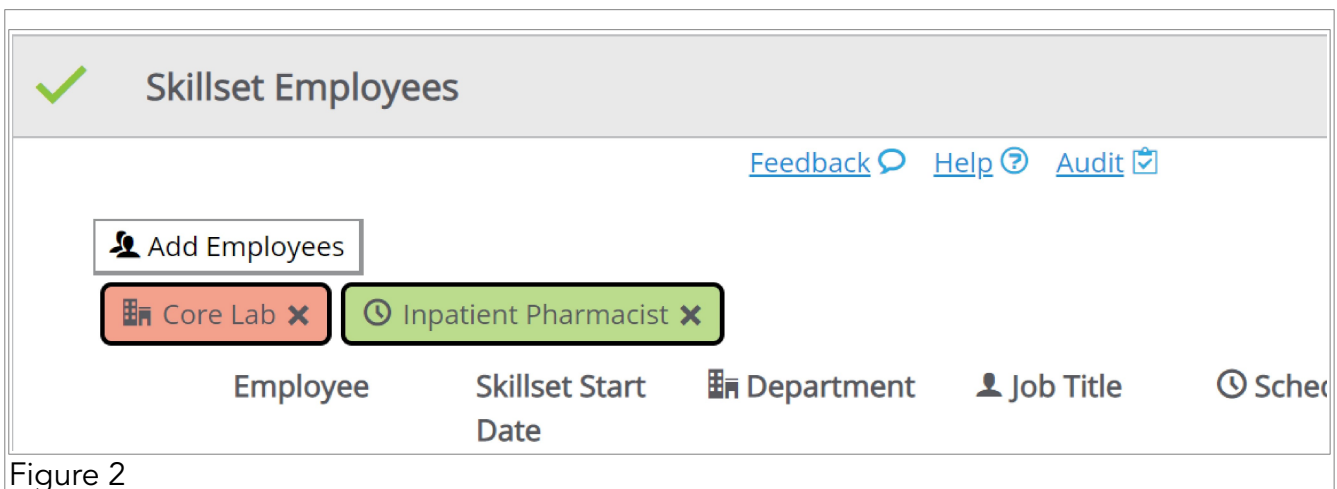 Skillset Employees
Feedback Help Audit
Add Employees
Core Lab Inpatient Pharmacist
Employee Skillset Start Date Department Job Title
Figure 2